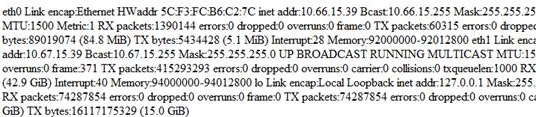 eth0 Link encap:Ethernet HWaddr 5C:F3:FC:B6:C2:7C inet addr:10.66.15.39 Bcast:10.66.15.255 Mask:255.255.25
MTU:1500 Metric:1 RX packets:1390144 errors:0 dropped:0 overruns:0 frame:0 TX packets:60315 errors:0 droppe
bytes:89019074 (84.8 MiB) TX bytes:5434428 (5.1 MiB) Interrupt:28 Memory:92000000-92012800 eth1 Link enca
addr:10.67.15.39 Bcast:10.67.15.255 Mask:255.255.255.0 UP BROADCAST RUNNING MULTICAST MTU:15
overruns:0 frame:371 TX packets:415293293 errors:0 dropped:0 overruns:0 carrier:0 collisions:0 txqueuelen:1000 RX
(42.9 GiB) Interrupt:40 Memory:94000000-94012800 lo Link encap:Local Loopback inet addr:127.0.0.1 Mask:255.
RX packets:74287854 errors:0 dropped:0 overruns:0 frame:0 TX packets:74287854 errors:0 dropped:0 overruns:0 ca
GiB) TX bytes:16117175329 (15.0 GiB)